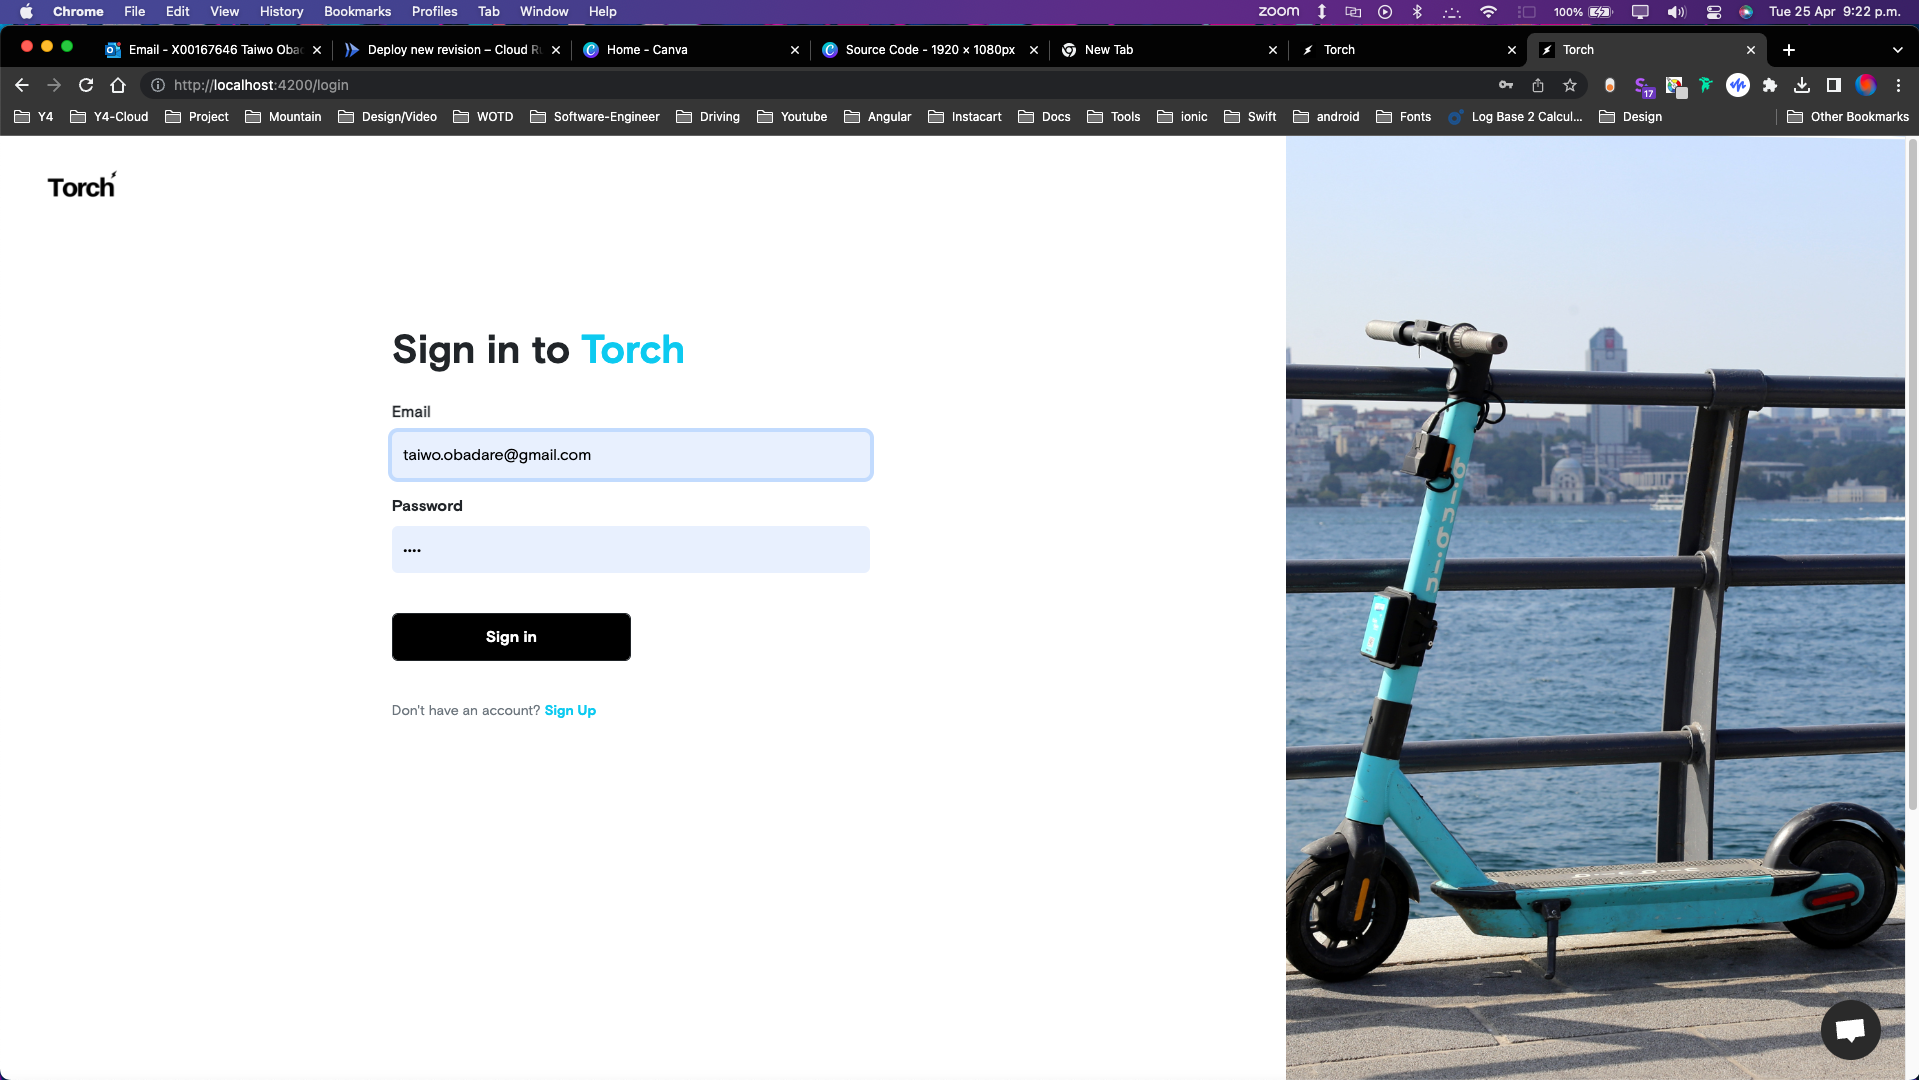 Chrome File Edit View History Bookmarks Profiles Tab Window Help zoom 100% Tue 25 Apr 9:22 p.m.
Email - X00167646 Taiwo Oba Deploy new revision – Cloud R Home - Canva Source Code - 1920 × 1080px New Tab Torch Torch
http://localhost:4200/login 17
Y4 Y4-Cloud Project Mountain Design/Video WOTD Software-Engineer Driving Youtube Angular Instacart Docs Tools ionic Swift android Fonts Log Base 2 Calcul... Design Other Bookmarks
Torch
Sign in to Torch
Email
taiwo.obadare@gmail.com
Password
••••
Sign in
Don't have an account? Sign Up